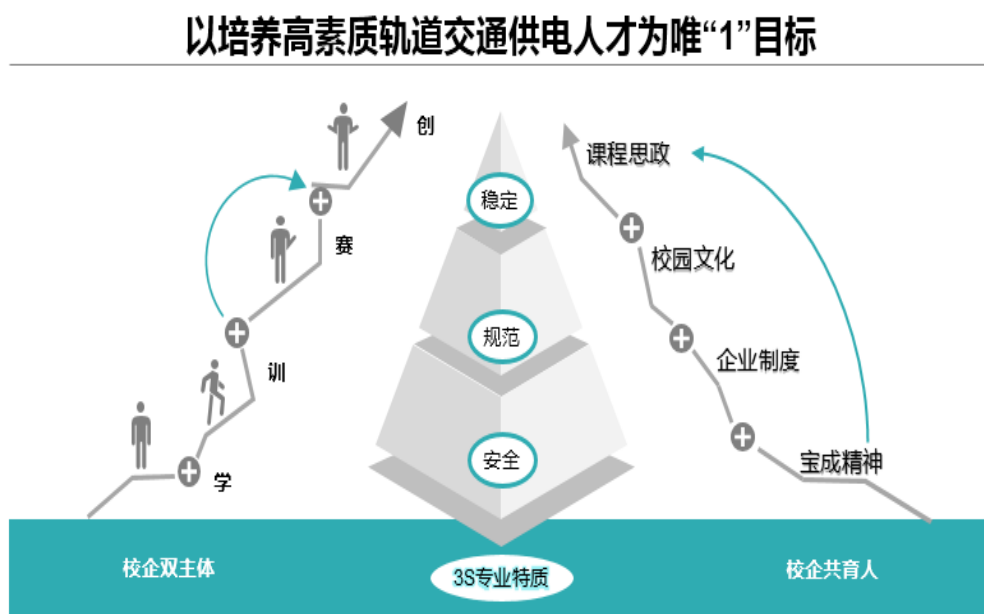 以培养高素质轨道交通供电人才为唯“1”目标
创
赛
训
学
稳定
规范
安全
课程思政
校园文化
企业制度
宝成精神
校企双主体
3S专业特质
校企共育人